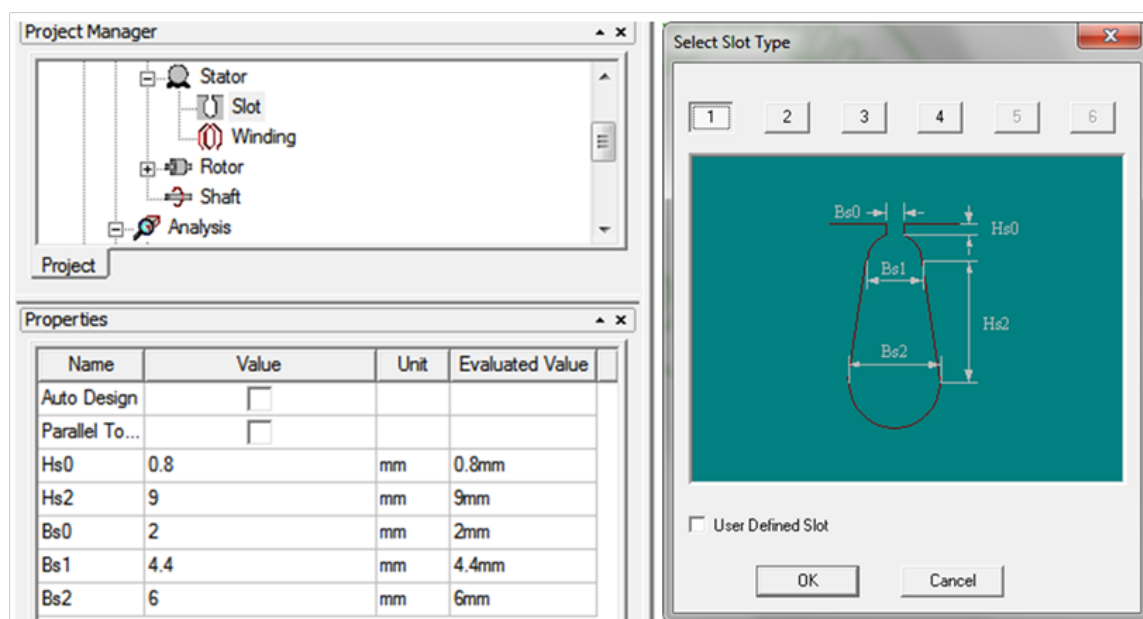 Project Manager
Stator
Slot
Winding
Rotor
Shaft
Analysis
Project
Properties
Name Value Unit Evaluated Value
Auto Design
Parallel To...
Hs0 0.8 mm 0.8mm
Hs2 9 mm 9mm
Bs0 2 mm 2mm
Bs1 4.4 mm 4.4mm
Bs2 6 mm 6mm
Select Slot Type
1 2 3 4 5 6
Bs0
Hs0
Bs1
Hs2
Bs2
User Defined Slot
OK Cancel